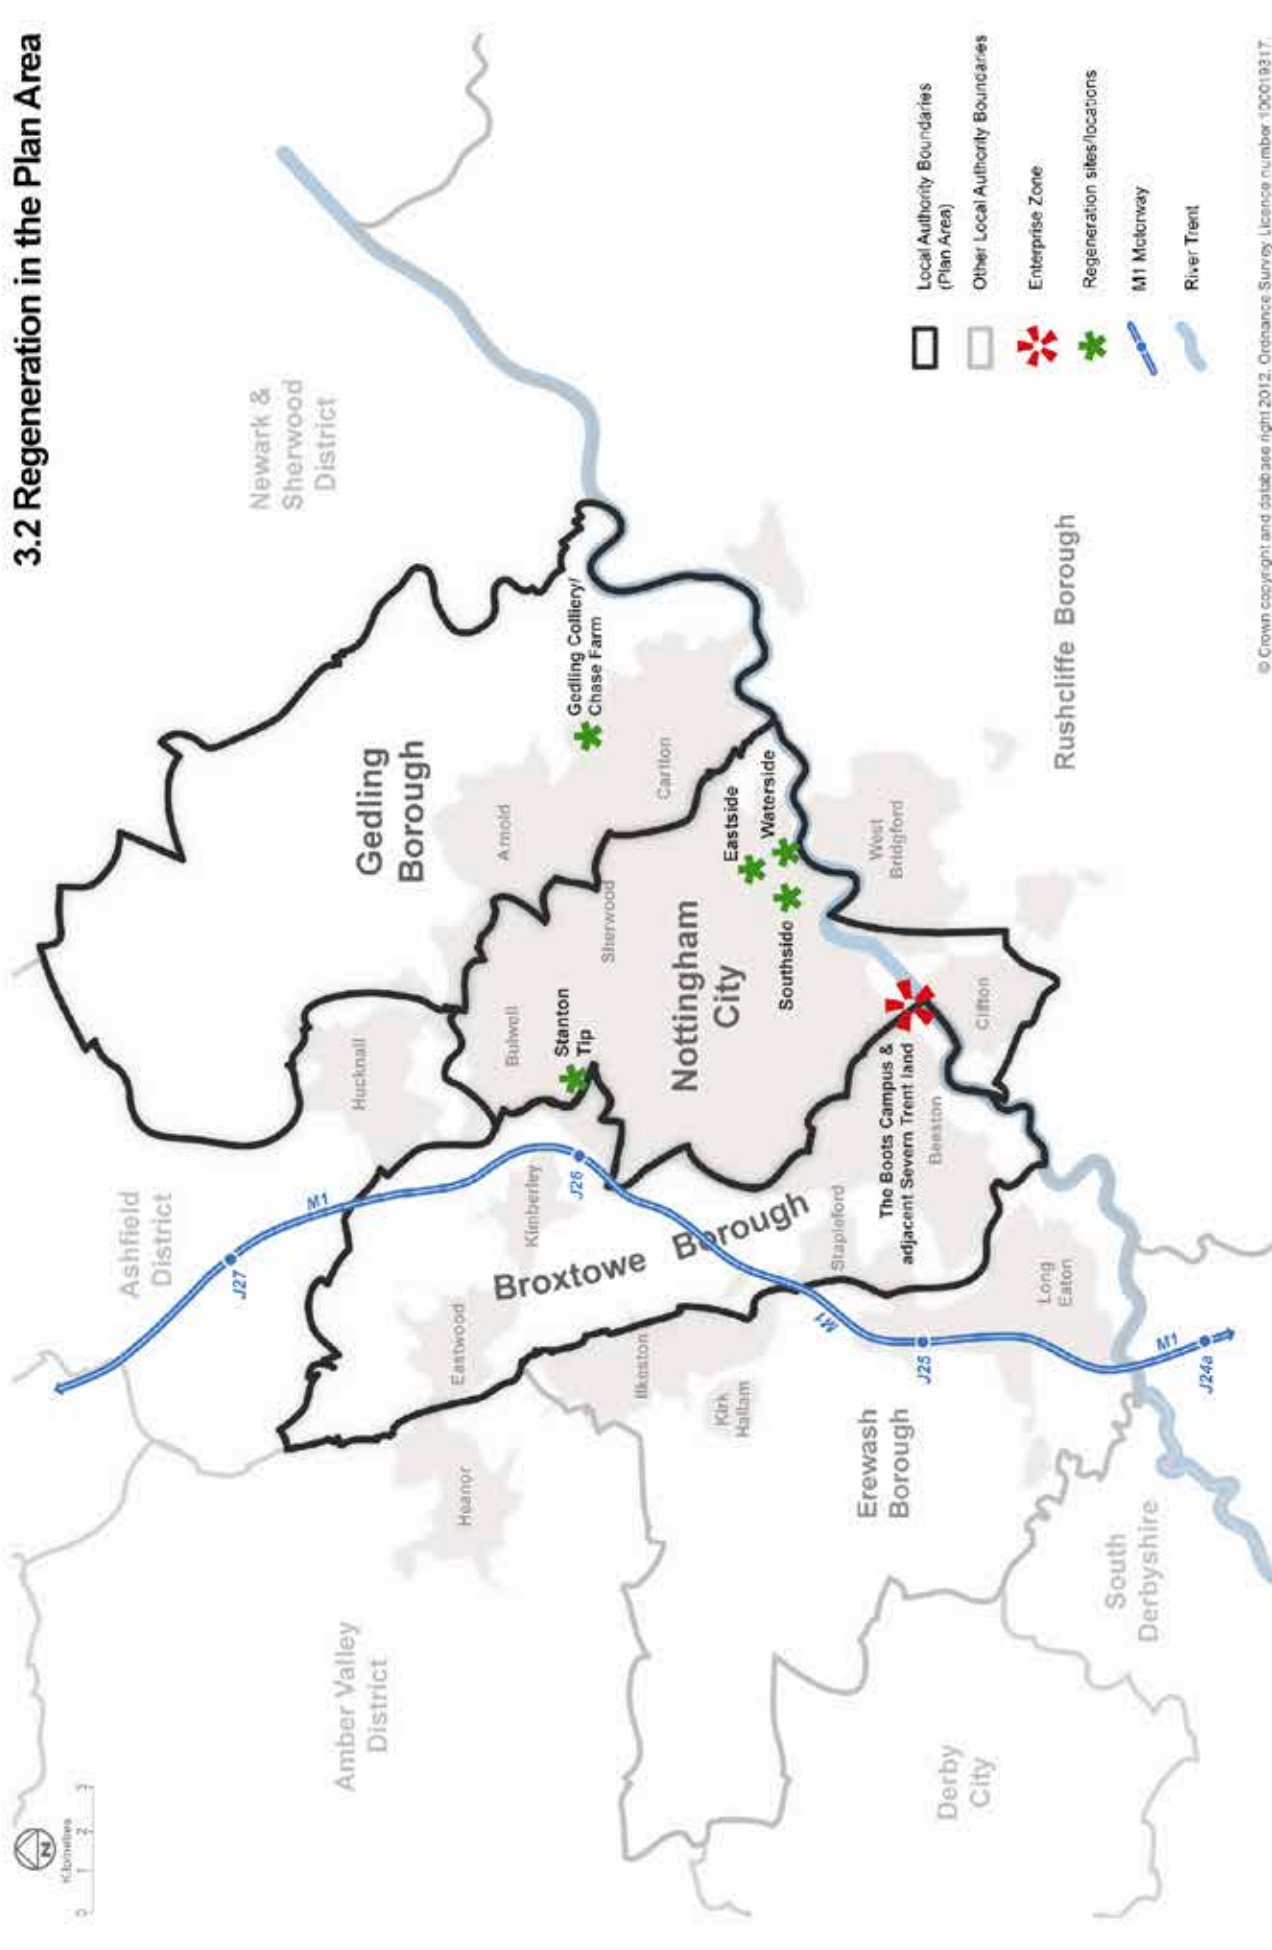 3.2 Regeneration in the Plan Area
N
Kilometres
0 1 2 3
Ashfield
District
Newark &
Sherwood
District
Amber Valley
District
M1
J27
Hucknall
Gedling
Borough
Heanor
Eastwood
Kimberley
Bulwell
Arnold
J26
Stanton
Tip
Sherwood
Gedling Colliery/
Chase Farm
Broxtowe Borough
Ilkeston
Carlton
Nottingham
City
Kirk
Hallam
Eastside
Waterside
Southside
M1
Stapleford
Erewash
Borough
The Boots Campus &
adjacent Severn Trent land
West
Bridgford
J25
Beeston
Clifton
Derby
City
Long
Eaton
Rushcliffe Borough
South
Derbyshire
M1
J24a
Local Authority Boundaries
(Plan Area)
Other Local Authority Boundaries
Enterprise Zone
Regeneration sites/locations
M1 Motorway
River Trent
© Crown copyright and database right 2012. Ordnance Survey Licence number 100019317.